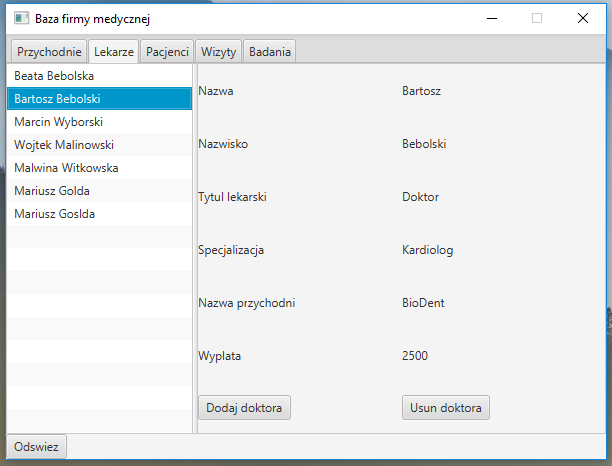 Baza firmy medycznej
Przychodnie Lekarze Pacjenci Wizyty Badania
Beata Bebolska
Bartosz Bebolski
Marcin Wyborski
Wojtek Malinowski
Malwina Witkowska
Mariusz Golda
Mariusz Goslda
Nazwa Bartosz
Nazwisko Bebolski
Tytul lekarski Doktor
Specjalizacja Kardiolog
Nazwa przychodni BioDent
Wyplata 2500
Dodaj doktora Usun doktora
Odswiez